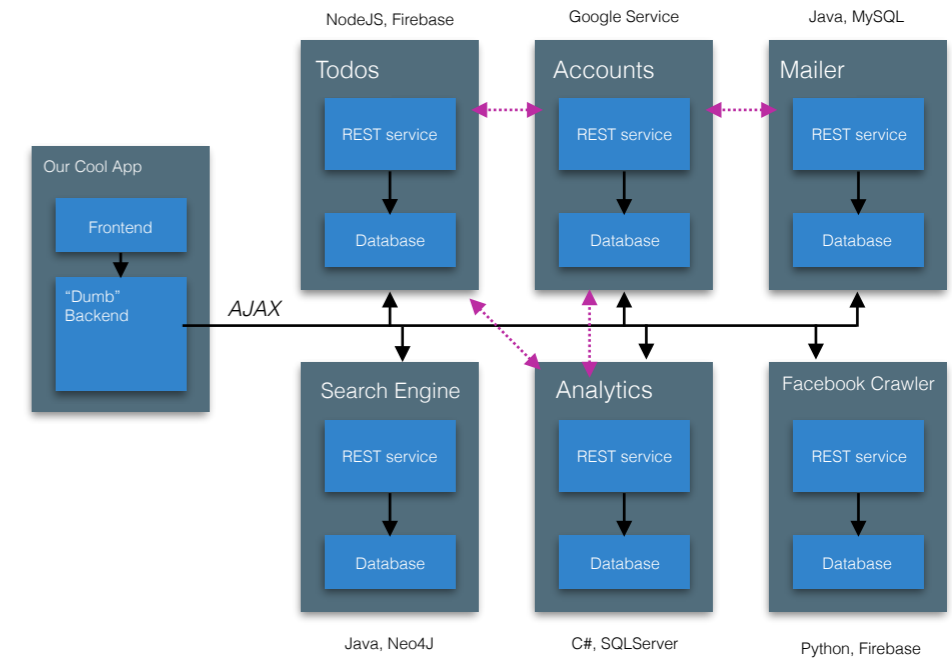 NodeJS, Firebase
Google Service
Java, MySQL
Todos
Accounts
Mailer
REST service
REST service
REST service
Our Cool App
Frontend
Database
Database
Database
“Dumb”
Backend
AJAX
Search Engine
Analytics
Facebook Crawler
REST service
REST service
REST service
Database
Database
Database
Java, Neo4J
C#, SQLServer
Python, Firebase